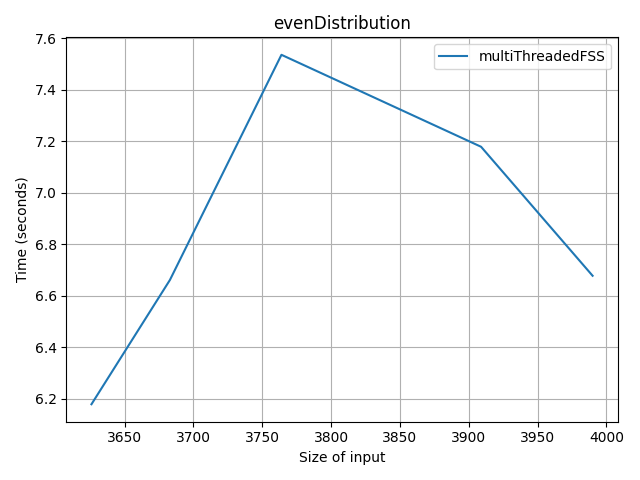 evenDistribution
multiThreadedFSS
Time (seconds)
7.6
7.4
7.2
7.0
6.8
6.6
6.4
6.2
3650 3700 3750 3800 3850 3900 3950 4000
Size of input